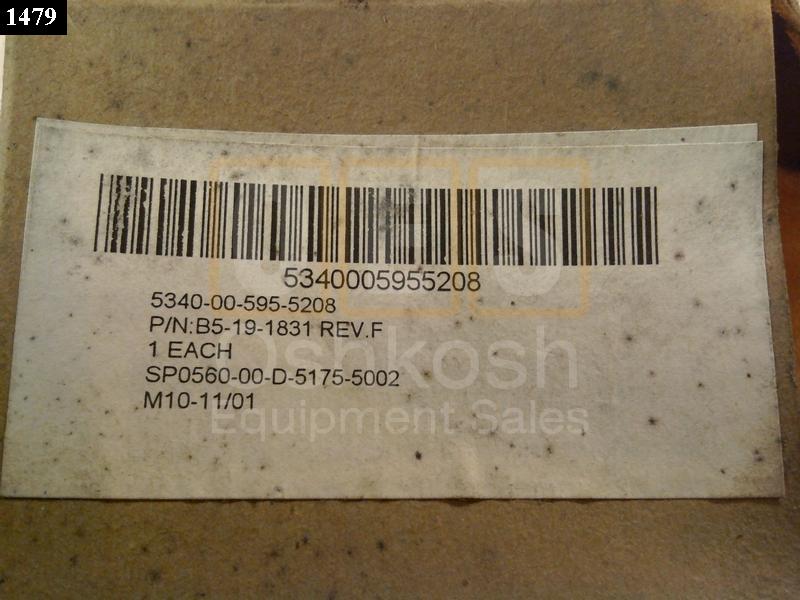 1479
5340005955208
5340-00-595-5208
P/N:B5-19-1831 REV.F
1 EACH
SP0560-00-D-5175-5002
M10-11/01
OES
Oshkosh
Equipment Sales